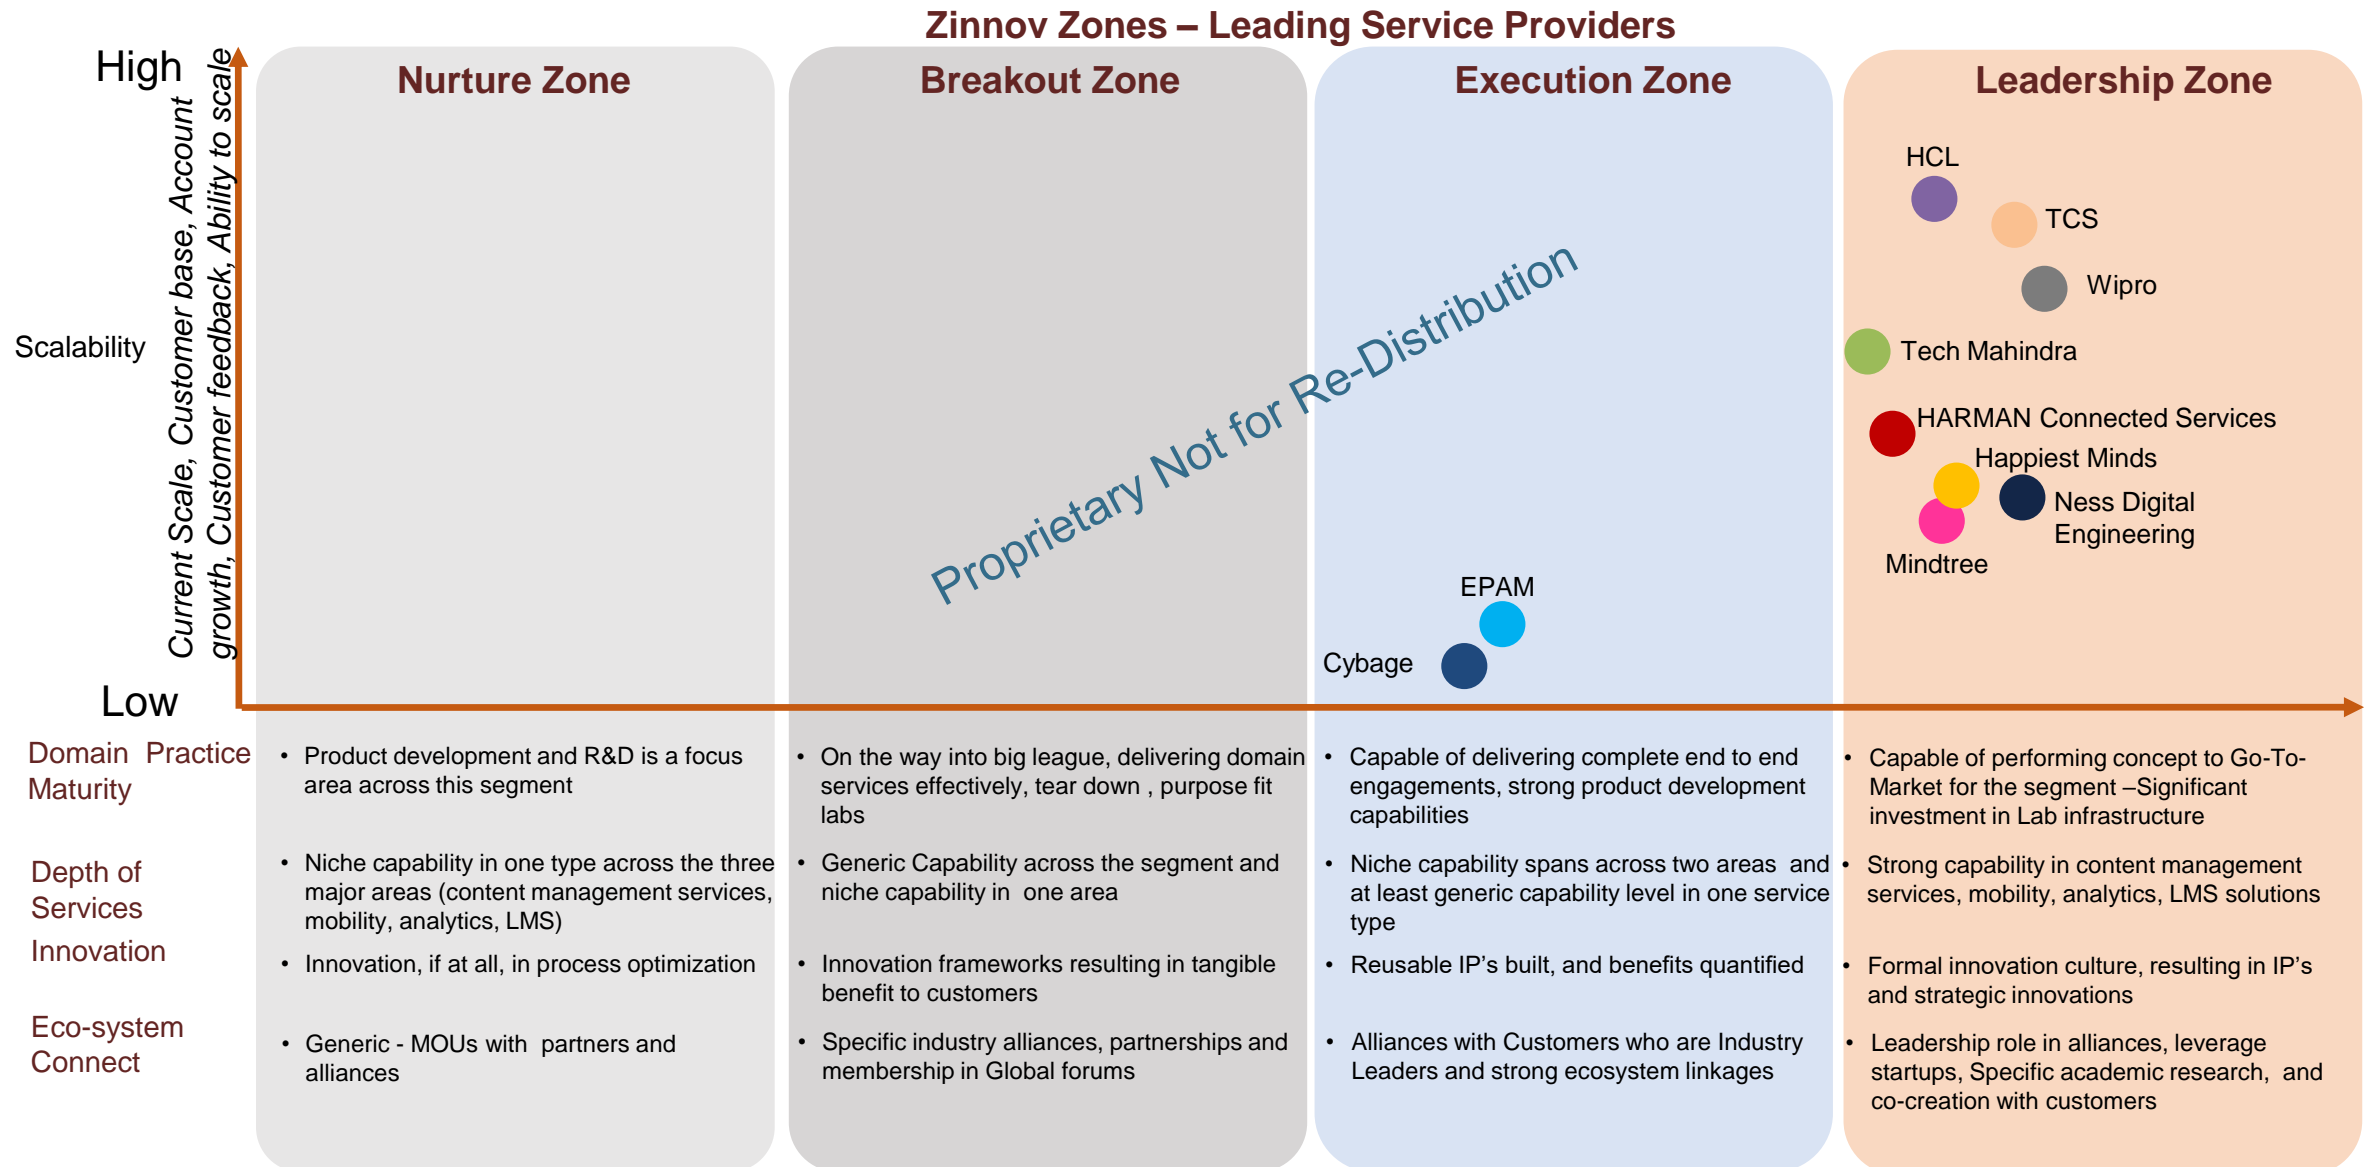 Zinnov Zones – Leading Service Providers
High
Current Scale, Customer base, Account
growth, Customer feedback, Ability to scale
Scalability
Low
Nurture Zone
Breakout Zone
Execution Zone
Leadership Zone
HCL
TCS
Wipro
Tech Mahindra
HARMAN Connected Services
Happiest Minds
Ness Digital
Engineering
Mindtree
EPAM
Cybage
Proprietary Not for Re-Distribution
Domain Practice
Maturity
• Product development and R&D is a focus
area across this segment
• On the way into big league, delivering domain
services effectively, tear down , purpose fit
labs
• Capable of delivering complete end to end
engagements, strong product development
capabilities
• Capable of performing concept to Go-To-
Market for the segment –Significant
investment in Lab infrastructure
Depth of
Services
• Niche capability in one type across the three
major areas (content management services,
mobility, analytics, LMS)
• Generic Capability across the segment and
niche capability in one area
• Niche capability spans across two areas and
at least generic capability level in one service
type
• Strong capability in content management
services, mobility, analytics, LMS solutions
Innovation
• Innovation, if at all, in process optimization
• Innovation frameworks resulting in tangible
benefit to customers
• Reusable IP’s built, and benefits quantified
• Formal innovation culture, resulting in IP’s
and strategic innovations
Eco-system
Connect
• Generic - MOUs with partners and
alliances
• Specific industry alliances, partnerships and
membership in Global forums
• Alliances with Customers who are Industry
Leaders and strong ecosystem linkages
• Leadership role in alliances, leverage
startups, Specific academic research, and
co-creation with customers